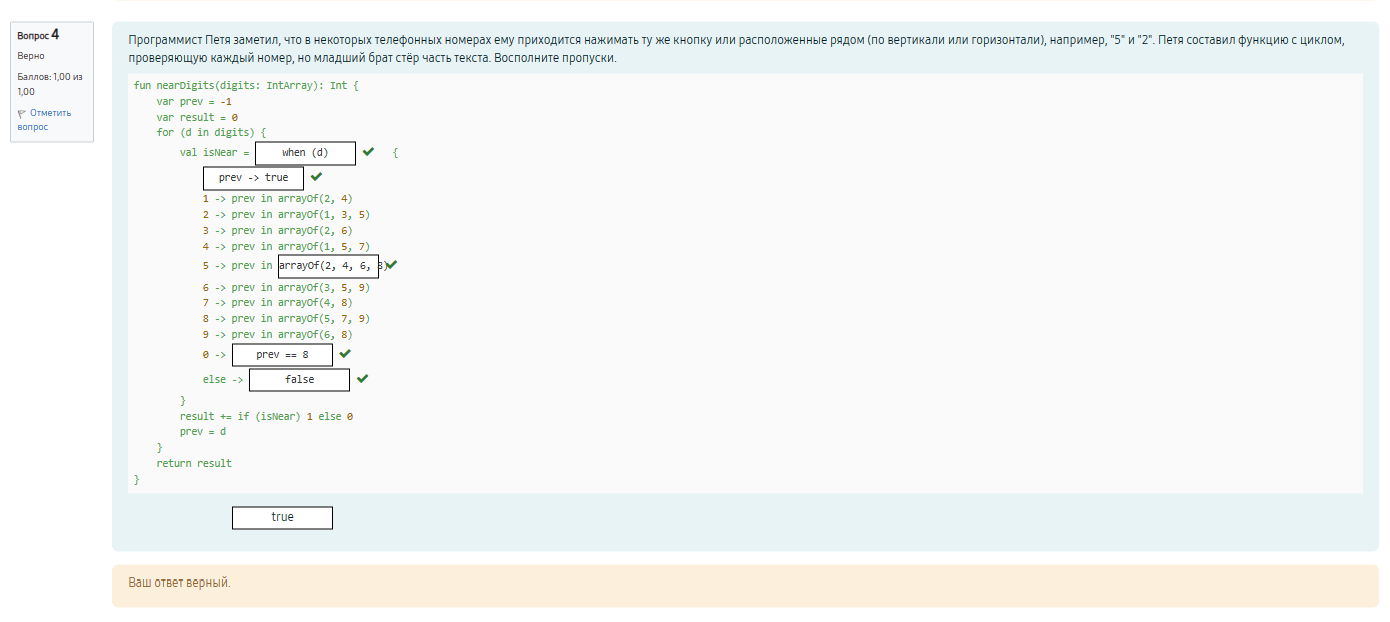 Вопрос 4
Верно
Баллов: 1,00 из
1,00
Отметить
вопрос
Программист Петя заметил, что в некоторых телефонных номерах ему приходится нажимать ту же кнопку или расположенные рядом (по вертикали или горизонтали), например, "5" и "2". Петя составил функцию с циклом,
проверяющую каждый номер, но младший брат стёр часть текста. Восполните пропуски.
fun nearDigits(digits: IntArray): Int {
var prev = -1
var result = 0
for (d in digits) {
val isNear = when (d) {
prev -> true
1 -> prev in arrayOf(2, 4)
2 -> prev in arrayOf(1, 3, 5)
3 -> prev in arrayOf(2, 6)
4 -> prev in arrayOf(1, 5, 7)
5 -> prev in arrayOf(2, 4, 6, 8)
6 -> prev in arrayOf(3, 5, 9)
7 -> prev in arrayOf(4, 8)
8 -> prev in arrayOf(5, 7, 9)
9 -> prev in arrayOf(6, 8)
0 -> prev == 8
else -> false
}
result += if (isNear) 1 else 0
prev = d
}
return result
}
true
Ваш ответ верный.